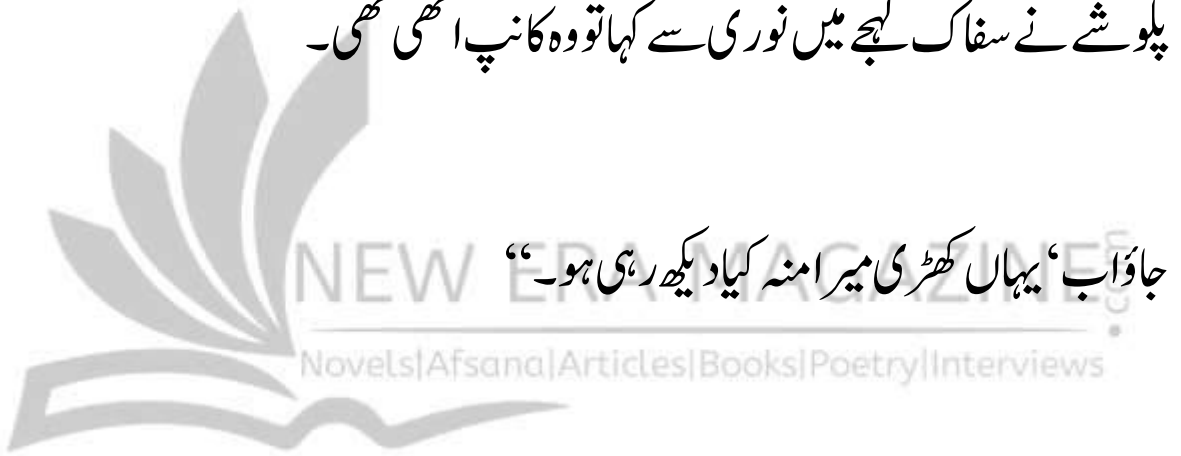 پلوشے نے سفاک لہجے میں نوری سے کہا تو وہ کانپ اٹھی تھی۔
جاؤ اب‘ یہاں کھڑی میرا منہ کیا دیکھ رہی ہو۔‘‘
NEW ERA MAGAZINE.com
Novels|Afsana|Articles|Books|Poetry|Interviews